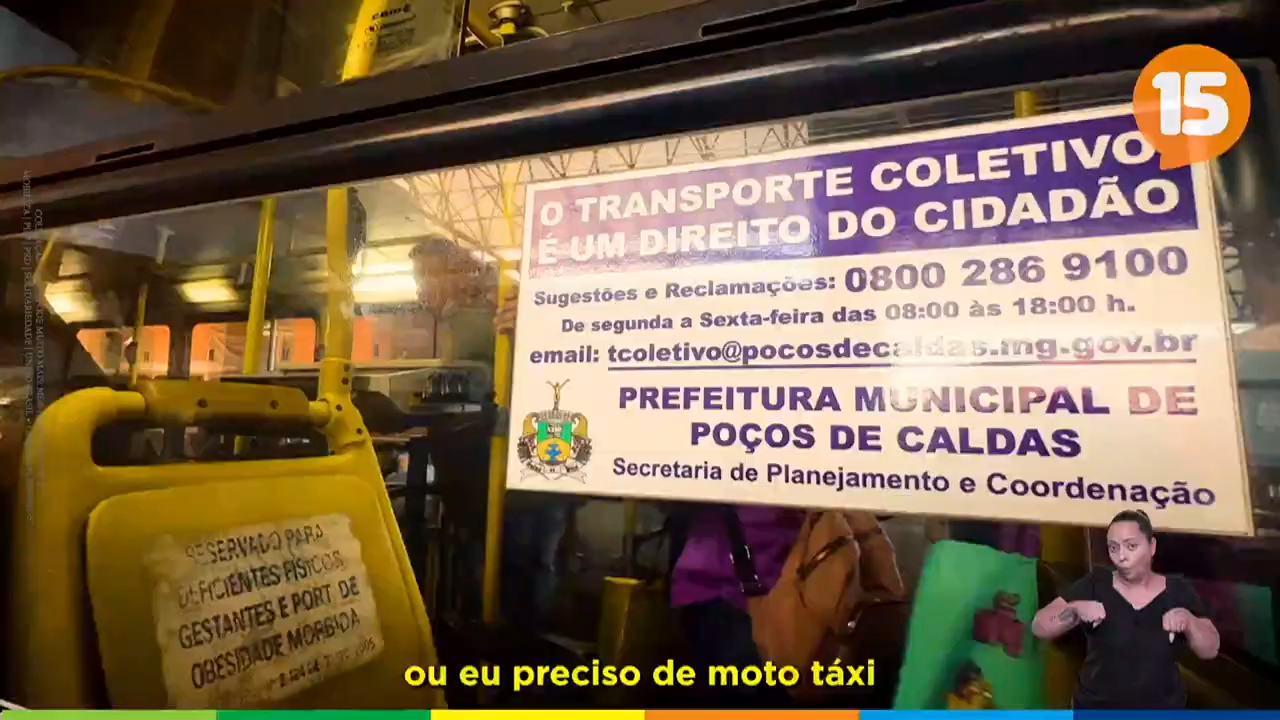 15
O TRANSPORTE COLETIVO
É UM DIREITO DO CIDADÃO
Sugestões e Reclamações: 0800 286 9100
De segunda a Sexta-feira das 08:00 às 18:00 h.
email: tcoletivo@pocosdecaldas.mg.gov.br
PREFEITURA MUNICIPAL DE
POÇOS DE CALDAS
Secretaria de Planejamento e Coordenação
RESERVADO PARA
DEFICIENTES FISICOS
GESTANTES E PORT DE
OBESIDADE MORBIDA
ou eu preciso de moto táxi